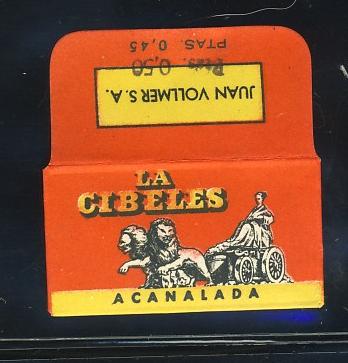 PTAS. 0,45
Ptas. 0,50
JUAN VOLLMER S. A.
LA
CIBELES
ACANALADA